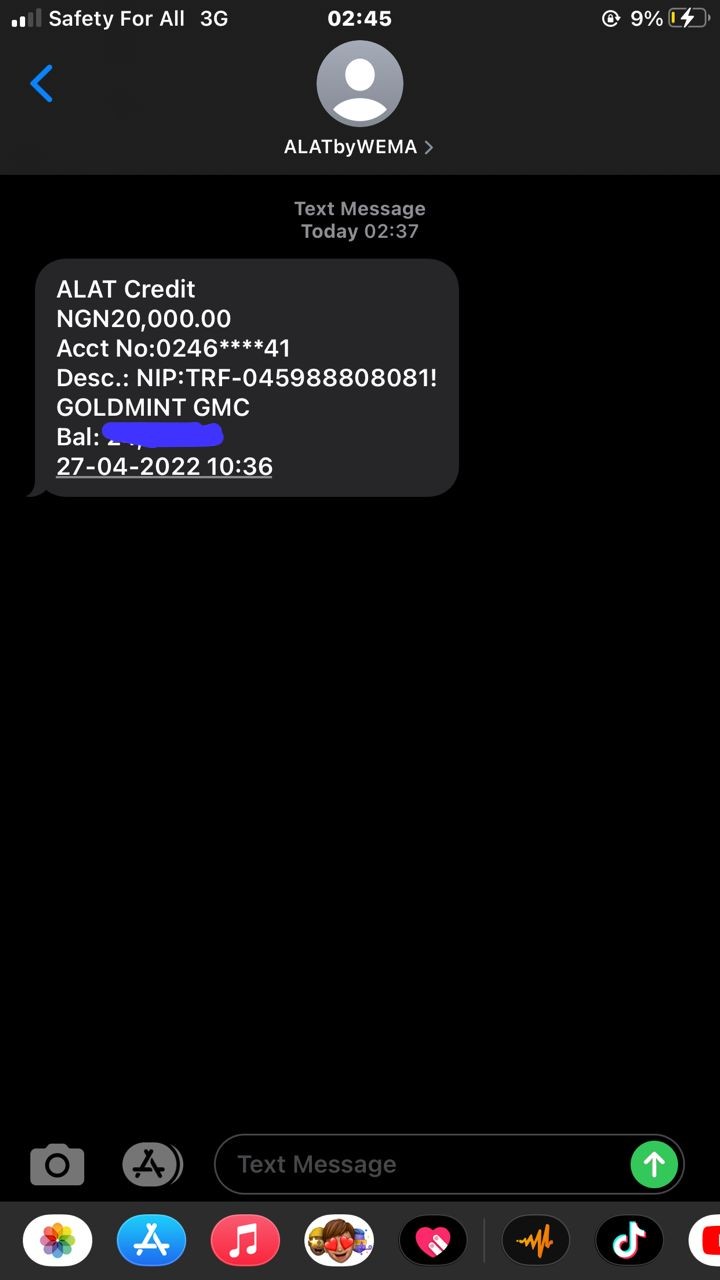 Safety For All 3G 02:45 9%
ALATbyWEMA
Text Message
Today 02:37
ALAT Credit
NGN20,000.00
Acct No:0246****41
Desc.: NIP:TRF-045988808081!
GOLDMINT GMC
Bal:
27-04-2022 10:36
Text Message